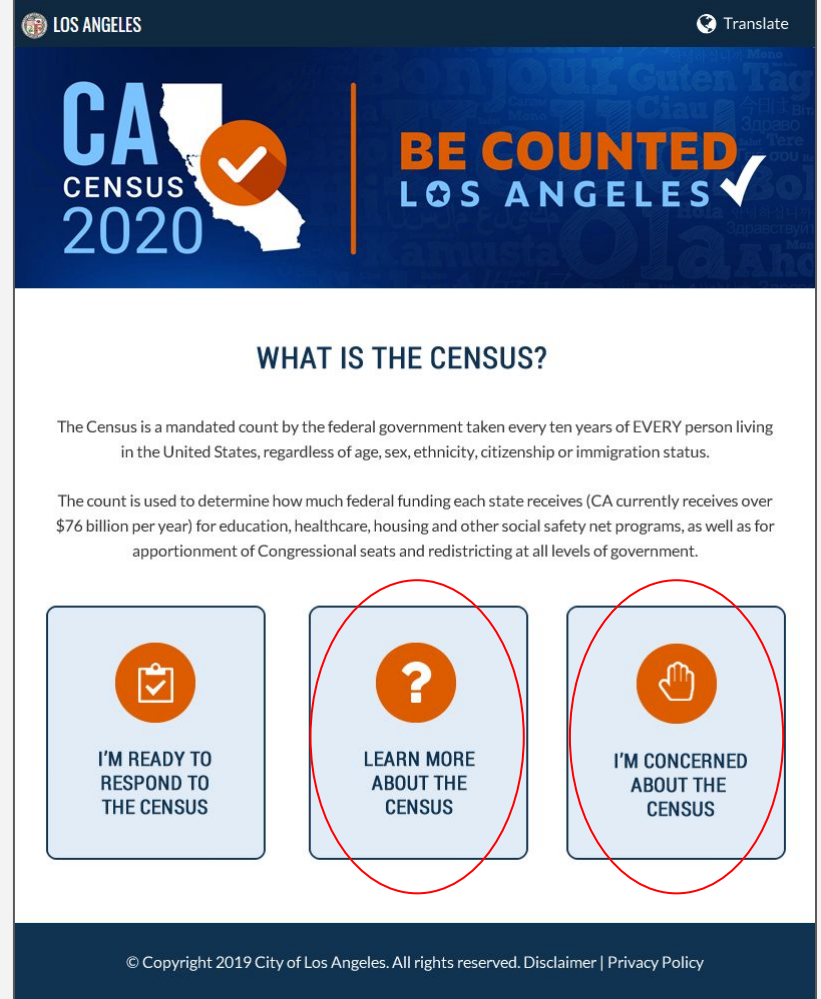 LOS ANGELES
Translate
CA
CENSUS
2020
BE COUNTED
LOS ANGELES
Bonjour
Guten Tag
Ciau
Ola
Kamusta
WHAT IS THE CENSUS?
The Census is a mandated count by the federal government taken every ten years of EVERY person living
in the United States, regardless of age, sex, ethnicity, citizenship or immigration status.
The count is used to determine how much federal funding each state receives (CA currently receives over
$76 billion per year) for education, healthcare, housing and other social safety net programs, as well as for
apportionment of Congressional seats and redistricting at all levels of government.
I'M READY TO
RESPOND TO
THE CENSUS
LEARN MORE
ABOUT THE
CENSUS
I'M CONCERNED
ABOUT THE
CENSUS
© Copyright 2019 City of Los Angeles. All rights reserved. Disclaimer | Privacy Policy